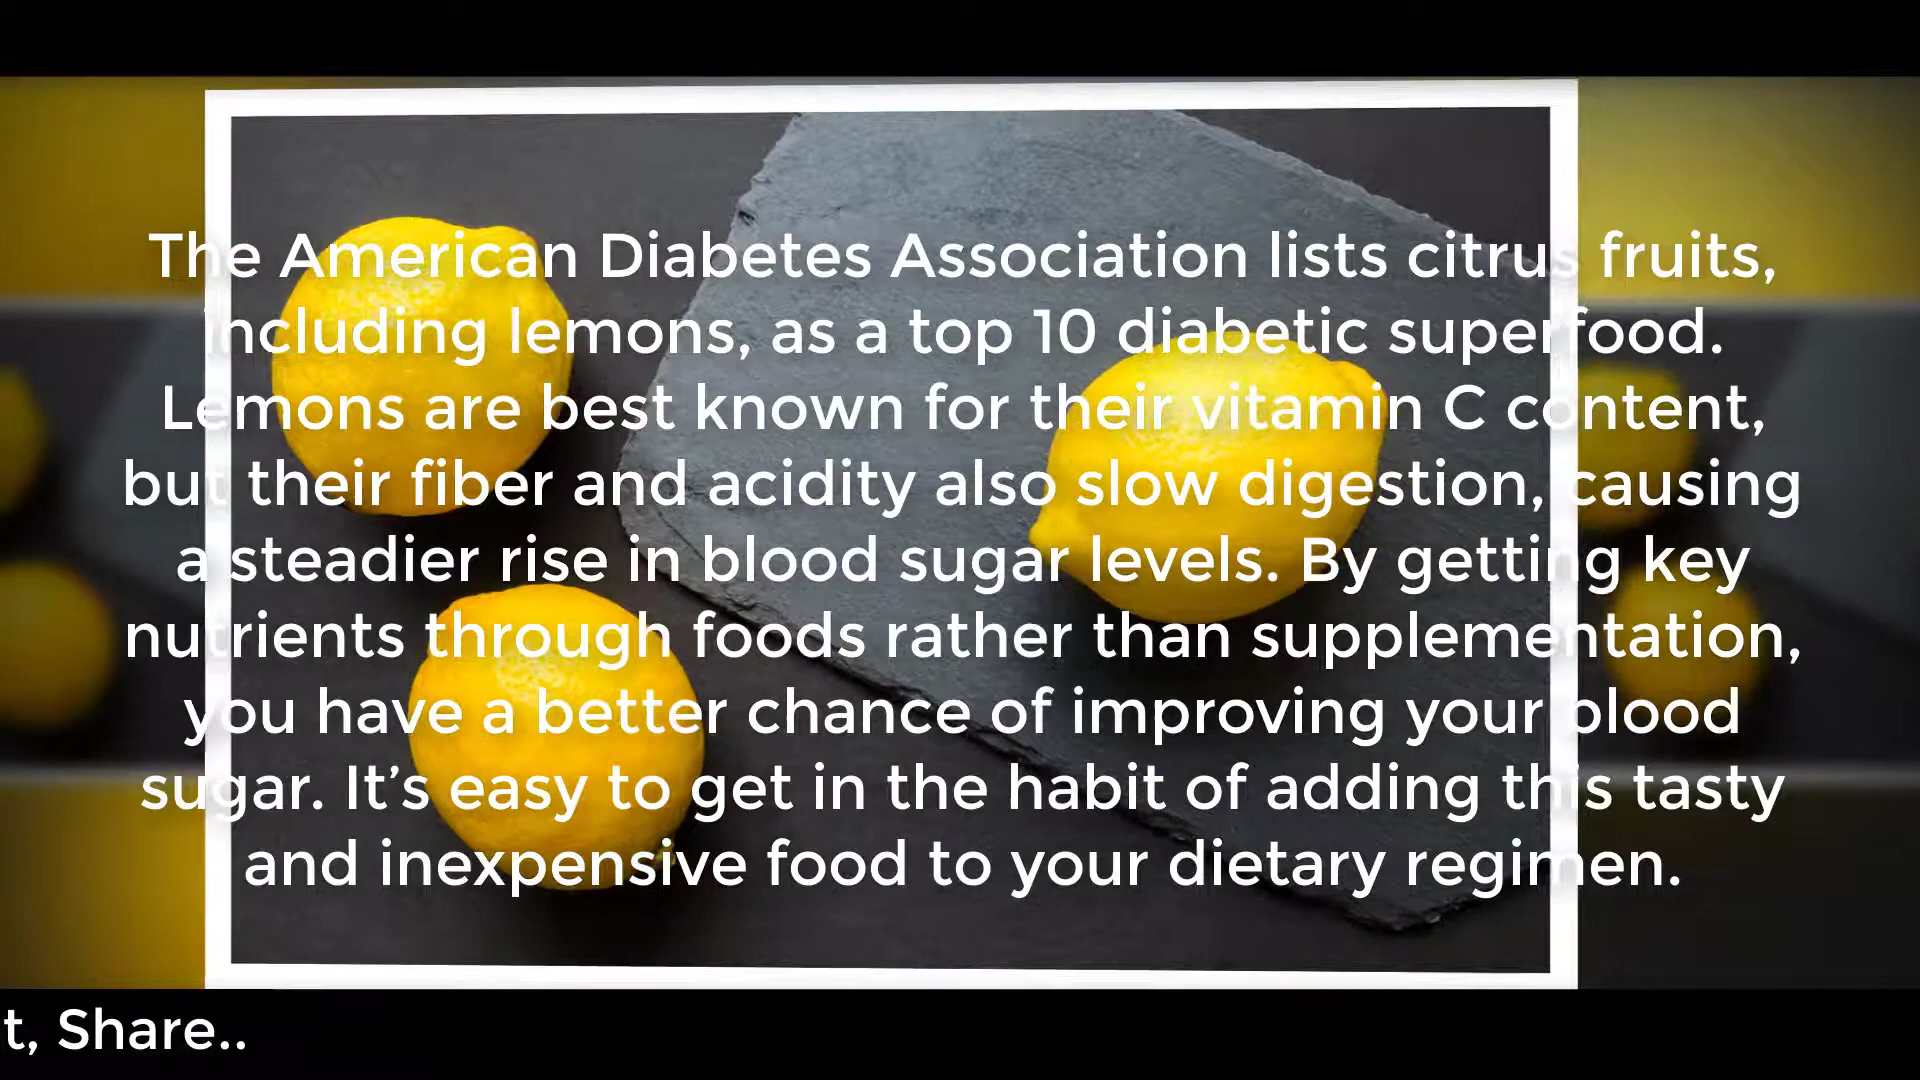 The American Diabetes Association lists citrus fruits,
including lemons, as a top 10 diabetic superfood.
Lemons are best known for their vitamin C content,
but their fiber and acidity also slow digestion, causing
a steadier rise in blood sugar levels. By getting key
nutrients through foods rather than supplementation,
you have a better chance of improving your blood
sugar. It’s easy to get in the habit of adding this tasty
and inexpensive food to your dietary regimen.
t, Share..